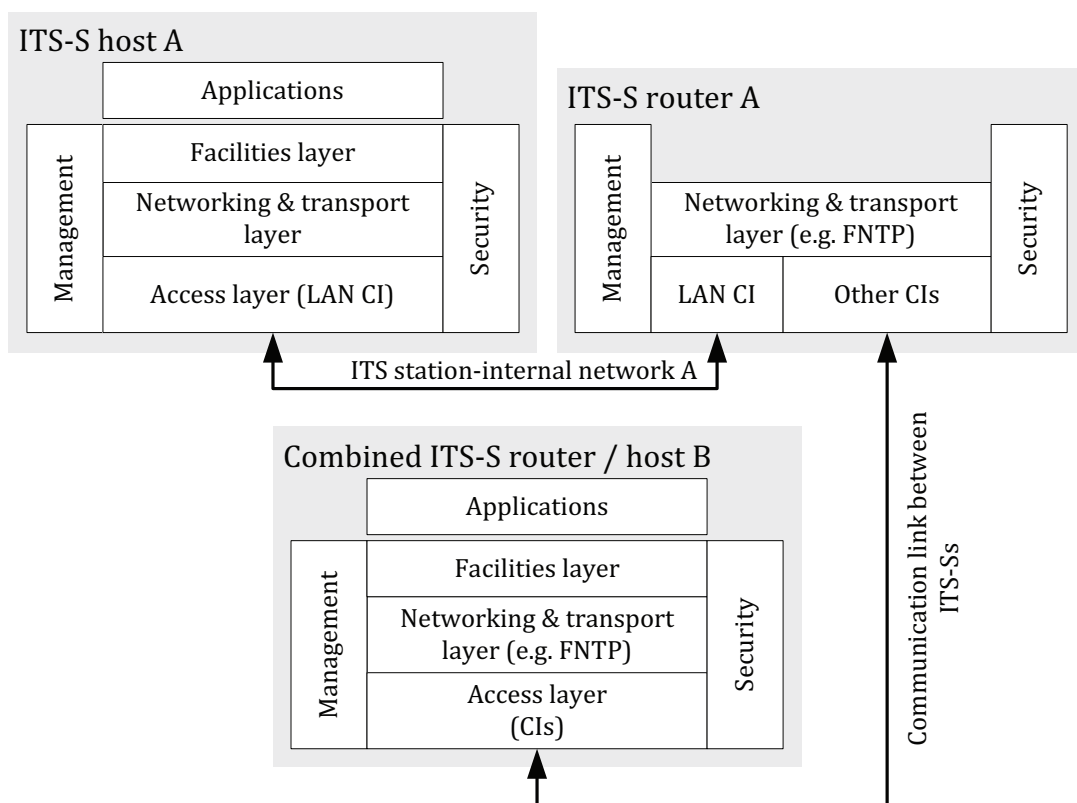 ITS-S host A
Applications
Management
Facilities layer
Networking & transport
layer
Access layer (LAN CI)
Security
ITS-S router A
Management
Networking & transport
layer (e.g. FNTP)
LAN CI
Other CIs
Security
ITS station-internal network A
Combined ITS-S router / host B
Applications
Management
Facilities layer
Networking & transport
layer (e.g. FNTP)
Access layer
(CIs)
Security
Communication link between
ITS-Ss